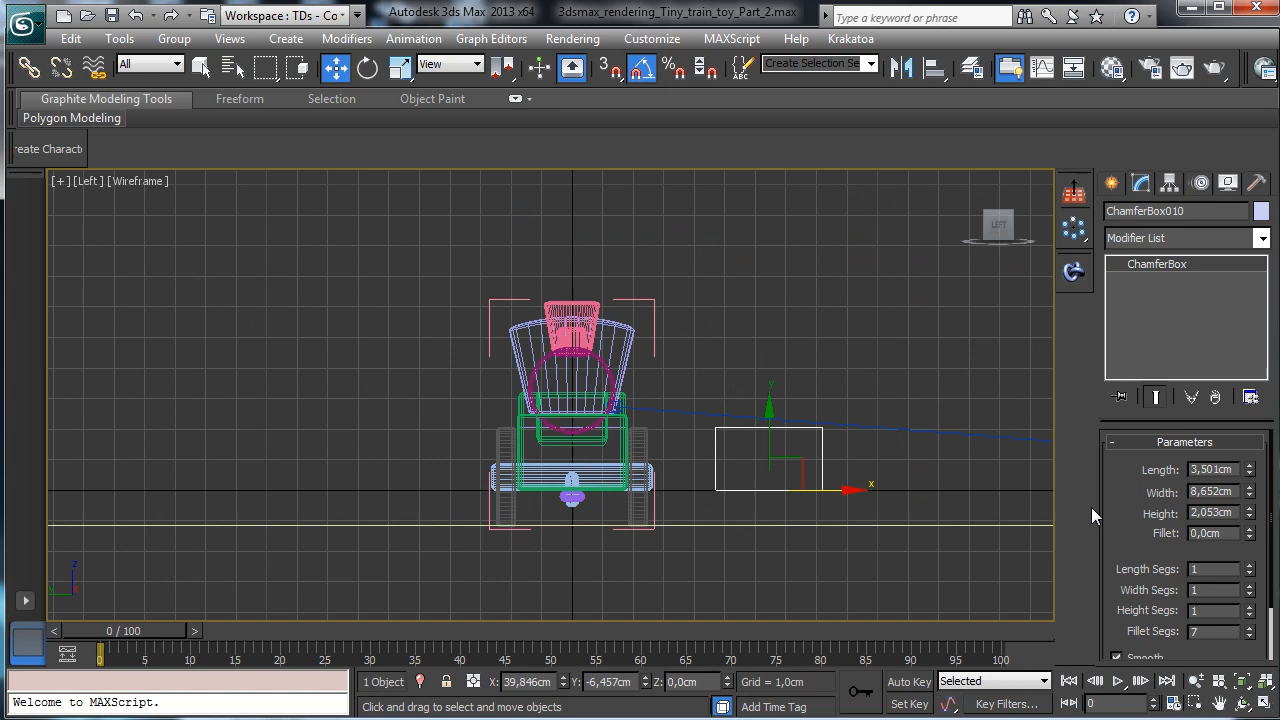 Workspace: TDs - Co
Autodesk 3ds Max 2013 x64
3dsmax_rendering_Tiny_train_toy_Part_2.max
Type a keyword or phrase
Edit Tools Group Views Create Modifiers Animation Graph Editors Rendering Customize MAXScript Help Krakatoa
All View 3 Create Selection Se
Graphite Modeling Tools Freeform Selection Object Paint
Polygon Modeling
eate Charact
[+] [Left] [Wireframe]
LEFT
ChamferBox010
Modifier List
ChamferBox
y
x
z
Parameters
Length: 3,501cm
Width: 8,652cm
Height: 2,053cm
Fillet: 0,0cm
Length Segs: 1
Width Segs: 1
Height Segs: 1
Fillet Segs: 7
Smooth
0 / 100
0 5 10 15 20 25 30 35 40 45 50 55 60 65 70 75 80 85 90 95 100
1 Object X: 39,846cm Y: -6,457cm Z: 0,0cm Grid = 1,0cm Auto Key Selected
Welcome to MAXScript.
Click and drag to select and move objects Add Time Tag Set Key Key Filters... 0